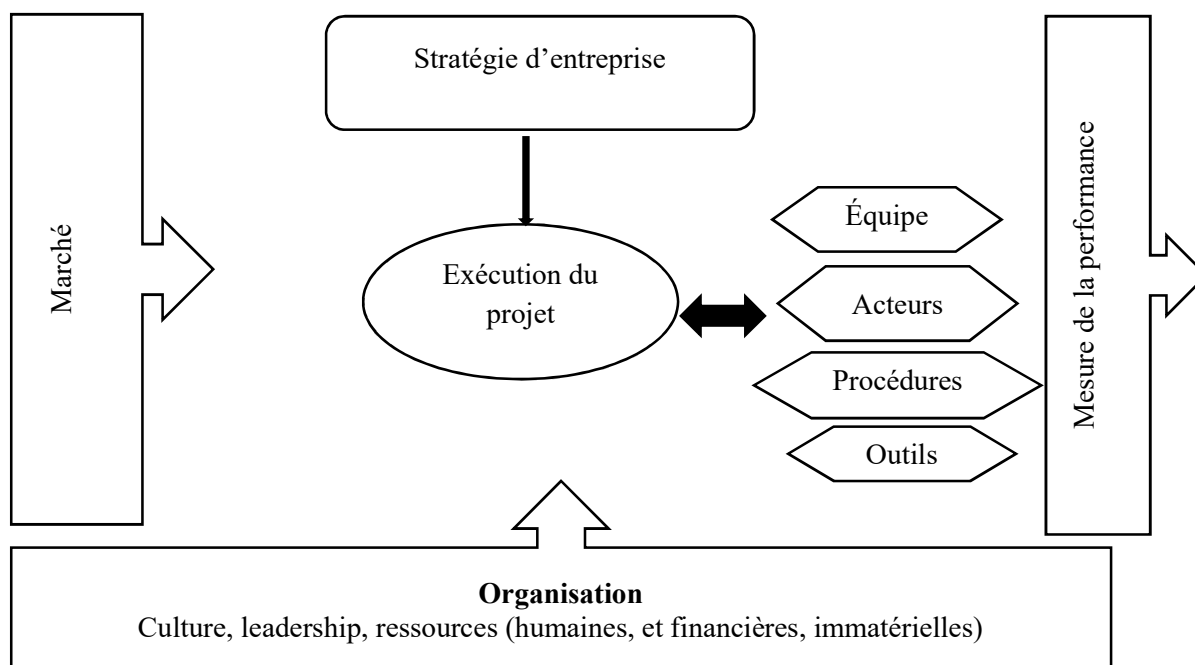 Stratégie d’entreprise
Marché
Exécution du
projet
Équipe
Acteurs
Procédures
Outils
Mesure de la performance
Organisation
Culture, leadership, ressources (humaines, et financières, immatérielles)